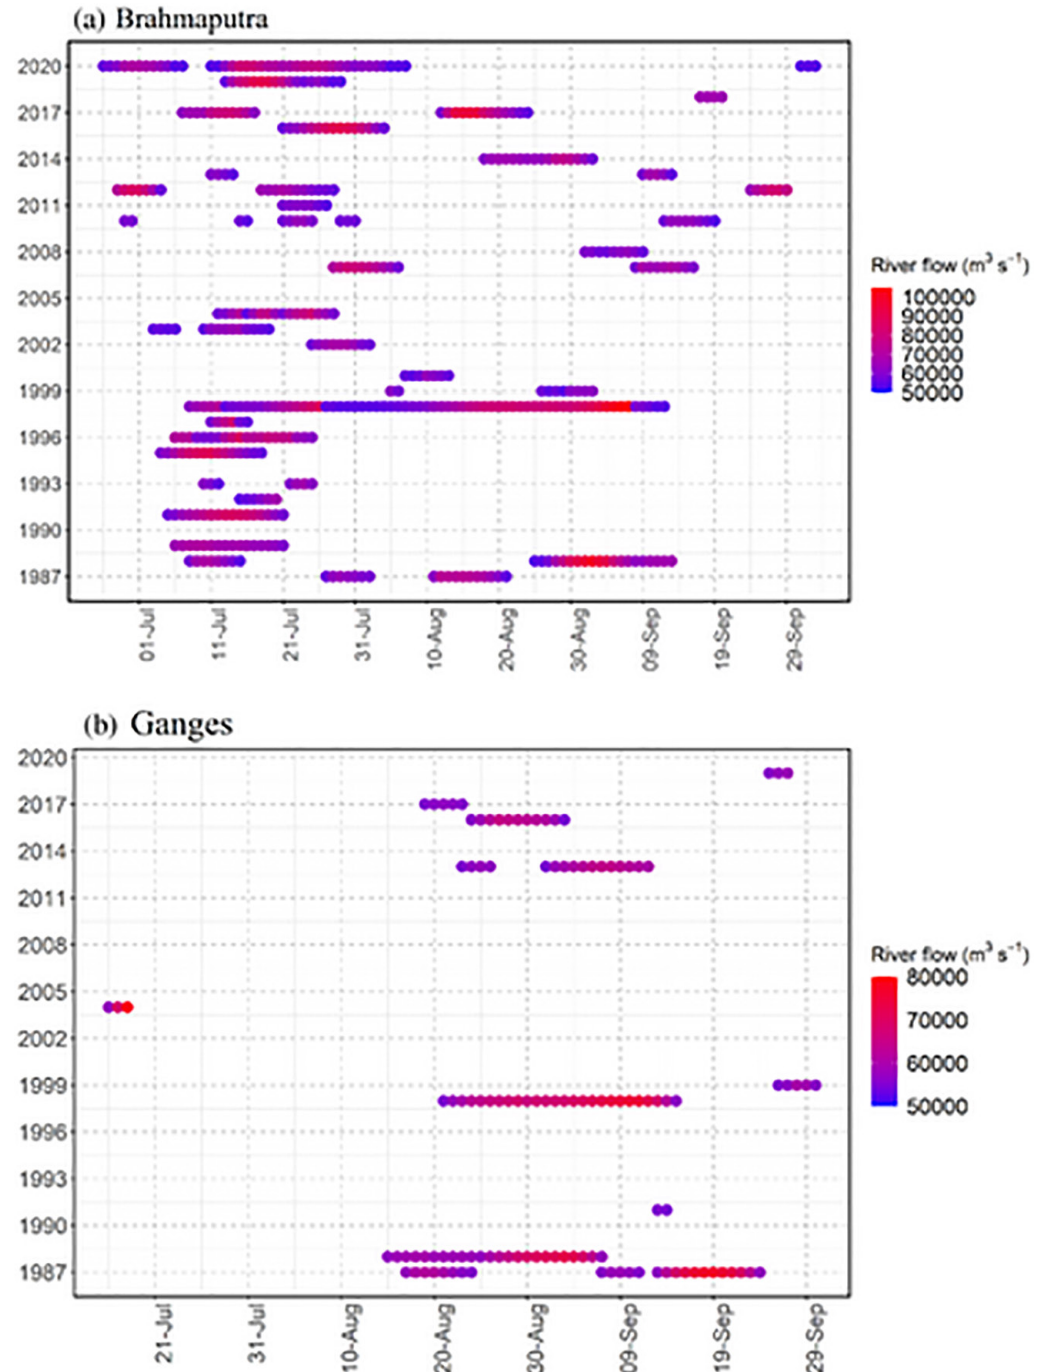 (a) Brahmaputra
2020
2017
2014
2011
2008
2005
2002
1999
1996
1993
1990
1987
01-Jul
11-Jul
21-Jul
31-Jul
10-Aug
20-Aug
30-Aug
09-Sep
19-Sep
29-Sep
River flow (m³ s⁻¹)
100000
90000
80000
70000
60000
50000
(b) Ganges
2020
2017
2014
2011
2008
2005
2002
1999
1996
1993
1990
1987
21-Jul
31-Jul
10-Aug
20-Aug
30-Aug
09-Sep
19-Sep
29-Sep
River flow (m³ s⁻¹)
80000
70000
60000
50000